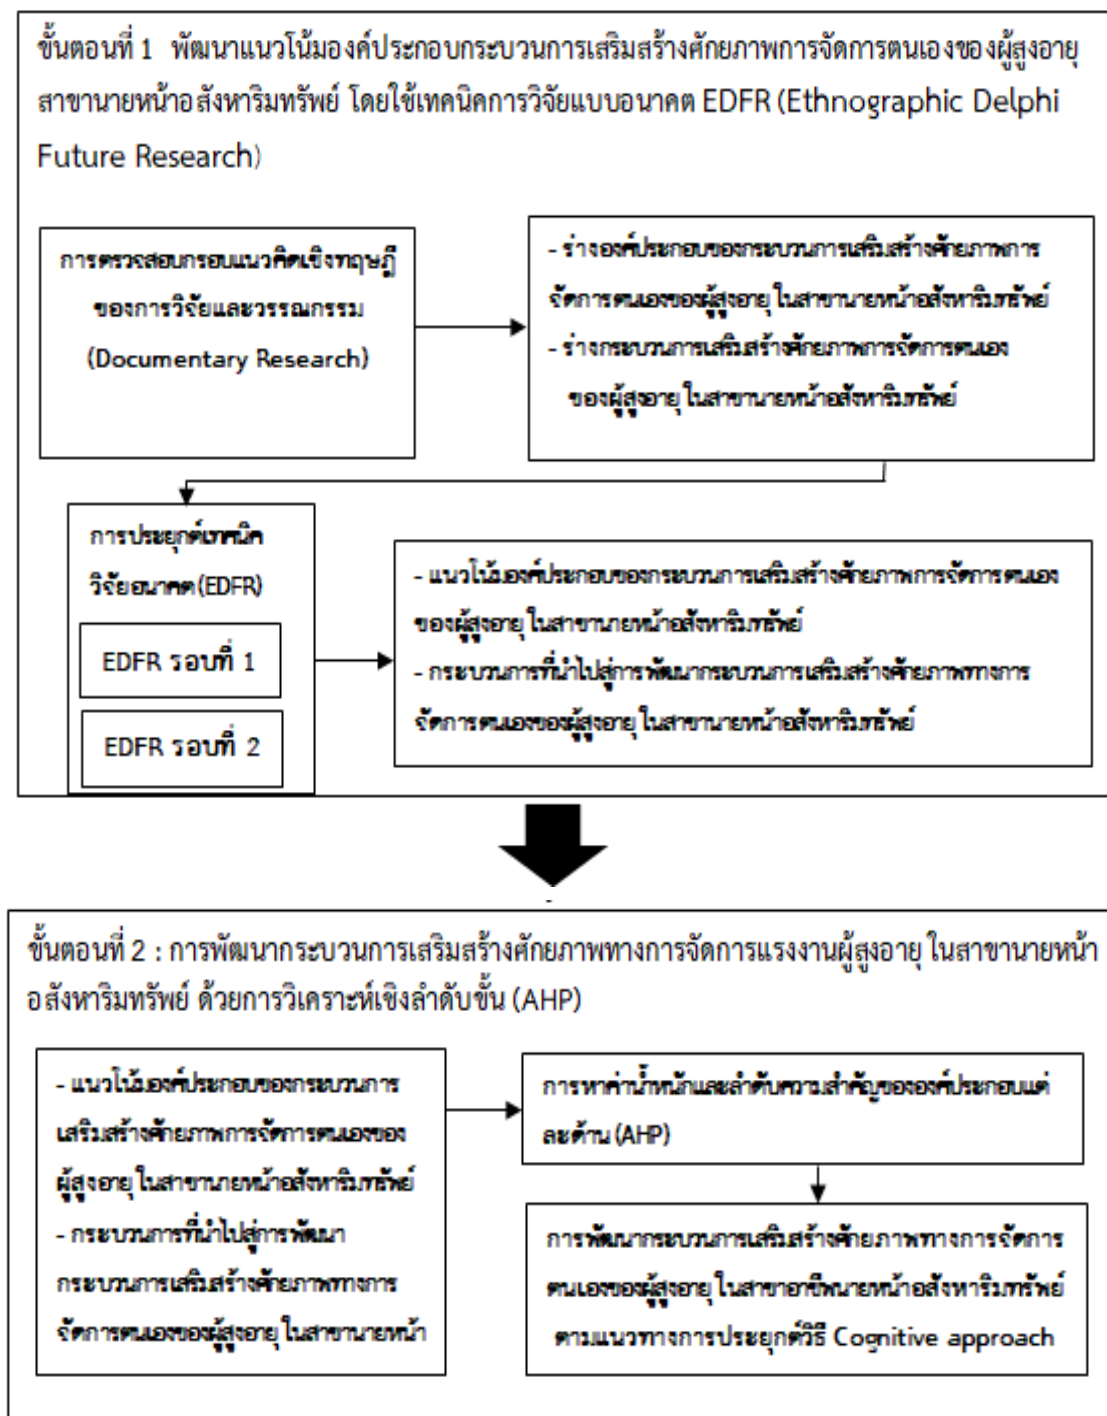 ขั้นตอนที่ 1 พัฒนาแนวโน้มองค์ประกอบกระบวนการเสริมสร้างศักยภาพการจัดการตนเองของผู้สูงอายุ
สาขานายหน้าอสังหาริมทรัพย์ โดยใช้เทคนิคการวิจัยแบบอนาคต EDFR (Ethnographic Delphi
Future Research)
การตรวจสอบกรอบแนวคิดเชิงทฤษฎี
ของการวิจัยและวรรณกรรม
(Documentary Research)
- ร่างองค์ประกอบของกระบวนการเสริมสร้างศักยภาพการ
จัดการตนเองของผู้สูงอายุ ในสาขานายหน้าอสังหาริมทรัพย์
- ร่างกระบวนการเสริมสร้างศักยภาพการจัดการตนเอง
ของผู้สูงอายุ ในสาขานายหน้าอสังหาริมทรัพย์
การประยุกต์เทคนิค
วิจัยอนาคต (EDFR)
EDFR รอบที่ 1
EDFR รอบที่ 2
- แนวโน้มองค์ประกอบของกระบวนการเสริมสร้างศักยภาพการจัดการตนเอง
ของผู้สูงอายุ ในสาขานายหน้าอสังหาริมทรัพย์
- กระบวนการที่นำไปสู่การพัฒนากระบวนการเสริมสร้างศักยภาพทางการ
จัดการตนเองของผู้สูงอายุ ในสาขานายหน้าอสังหาริมทรัพย์
ขั้นตอนที่ 2 : การพัฒนากระบวนการเสริมสร้างศักยภาพทางการจัดการแรงงานผู้สูงอายุ ในสาขานายหน้า
อสังหาริมทรัพย์ ด้วยการวิเคราะห์เชิงลำดับขั้น (AHP)
- แนวโน้มองค์ประกอบของกระบวนการ
เสริมสร้างศักยภาพการจัดการตนเองของ
ผู้สูงอายุ ในสาขานายหน้าอสังหาริมทรัพย์
- กระบวนการที่นำไปสู่การพัฒนา
กระบวนการเสริมสร้างศักยภาพทางการ
จัดการตนเองของผู้สูงอายุ ในสาขานายหน้า
การหาค่าน้ำหนักและลำดับความสำคัญขององค์ประกอบแต่
ละด้าน (AHP)
การพัฒนากระบวนการเสริมสร้างศักยภาพทางการจัดการ
ตนเองของผู้สูงอายุ ในสาขาอาชีพนายหน้าอสังหาริมทรัพย์
ตามแนวทางการประยุกต์วิธี Cognitive approach